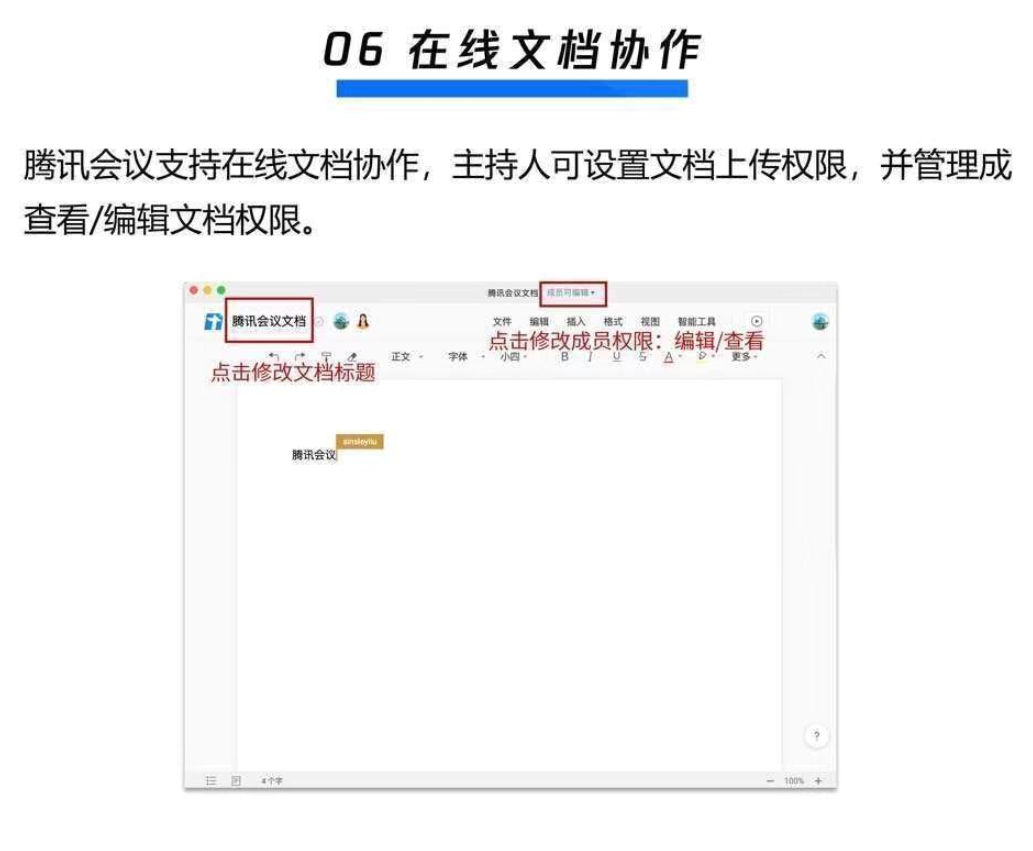 06 在线文档协作
腾讯会议支持在线文档协作，主持人可设置文档上传权限，并管理成
查看/编辑文档权限。
腾讯会议文档 成员可编辑
腾讯会议文档
文件 编辑 插入 格式 视图 智能工具
点击修改成员权限：编辑/查看
正文 字体 小四 B I U S A 更多
点击修改文档标题
sinsleyliu
腾讯会议
?
4个字 − 100% +